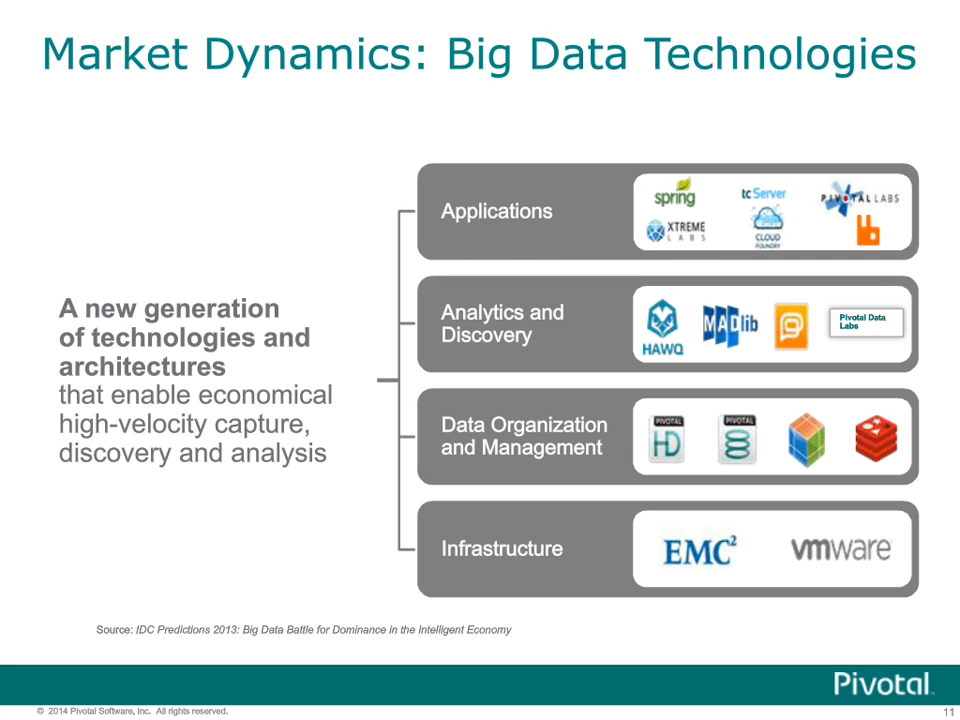 Market Dynamics: Big Data Technologies
A new generation
of technologies and
architectures
that enable economical
high-velocity capture,
discovery and analysis
Applications
spring
tc Server
PIVOTAL LABS
XTREME
LABS
CLOUD
FOUNDRY
Analytics and
Discovery
HAWQ
MADlib
Pivotal Data
Labs
Data Organization
and Management
PIVOTAL
HD
PIVOTAL
Infrastructure
EMC²
vmware
Source: IDC Predictions 2013: Big Data Battle for Dominance in the Intelligent Economy
Pivotal
© 2014 Pivotal Software, Inc. All rights reserved.
11